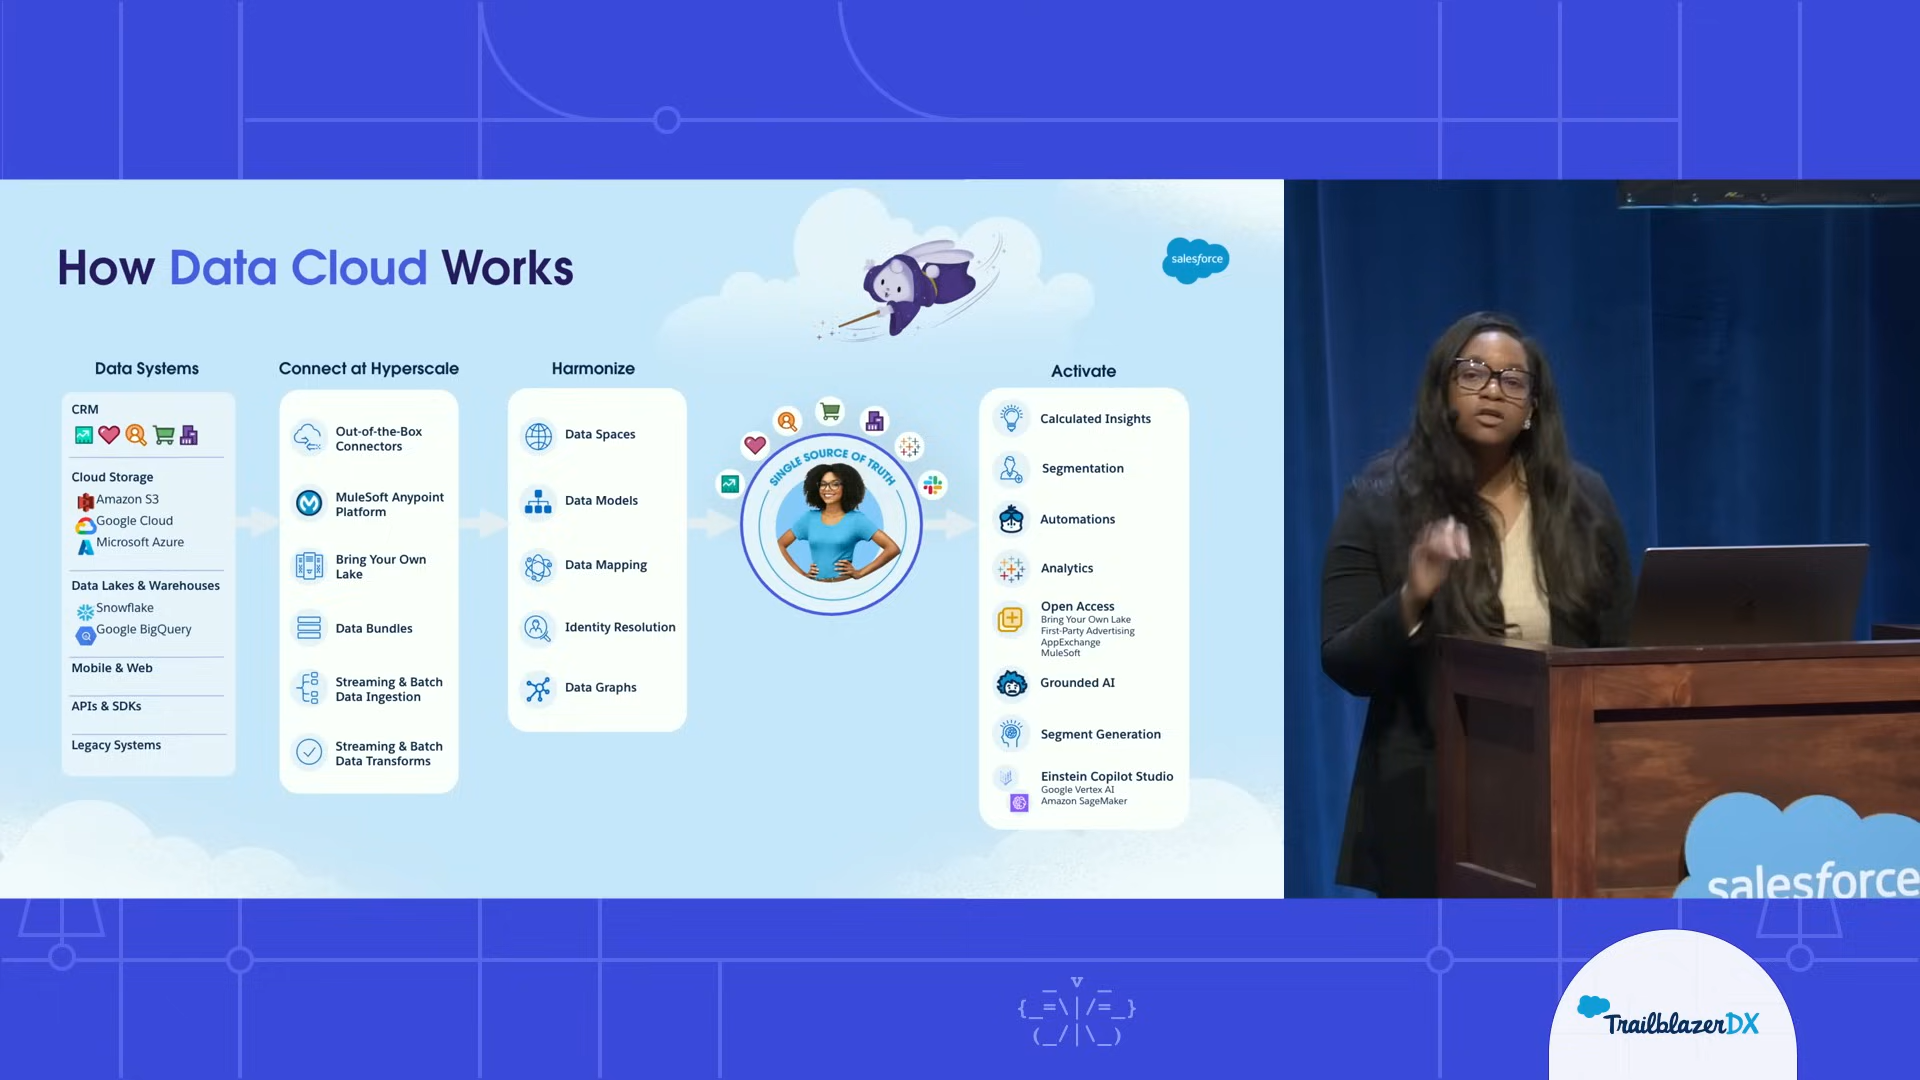 How Data Cloud Works
salesforce
Data Systems
CRM
Cloud Storage
Amazon S3
Google Cloud
Microsoft Azure
Data Lakes & Warehouses
Snowflake
Google BigQuery
Mobile & Web
APIs & SDKs
Legacy Systems
Connect at Hyperscale
Out-of-the-Box
Connectors
MuleSoft Anypoint
Platform
Bring Your Own
Lake
Data Bundles
Streaming & Batch
Data Ingestion
Streaming & Batch
Data Transforms
Harmonize
Data Spaces
Data Models
Data Mapping
Identity Resolution
Data Graphs
SINGLE SOURCE OF TRUTH
Activate
Calculated Insights
Segmentation
Automations
Analytics
Open Access
Bring Your Own Lake
First-Party Advertising
AppExchange
MuleSoft
Grounded AI
Segment Generation
Einstein Copilot Studio
Google Vertex AI
Amazon SageMaker
salesforce
_ v _
{_=\|/=_}
(_/|\_)
TrailblazerDX